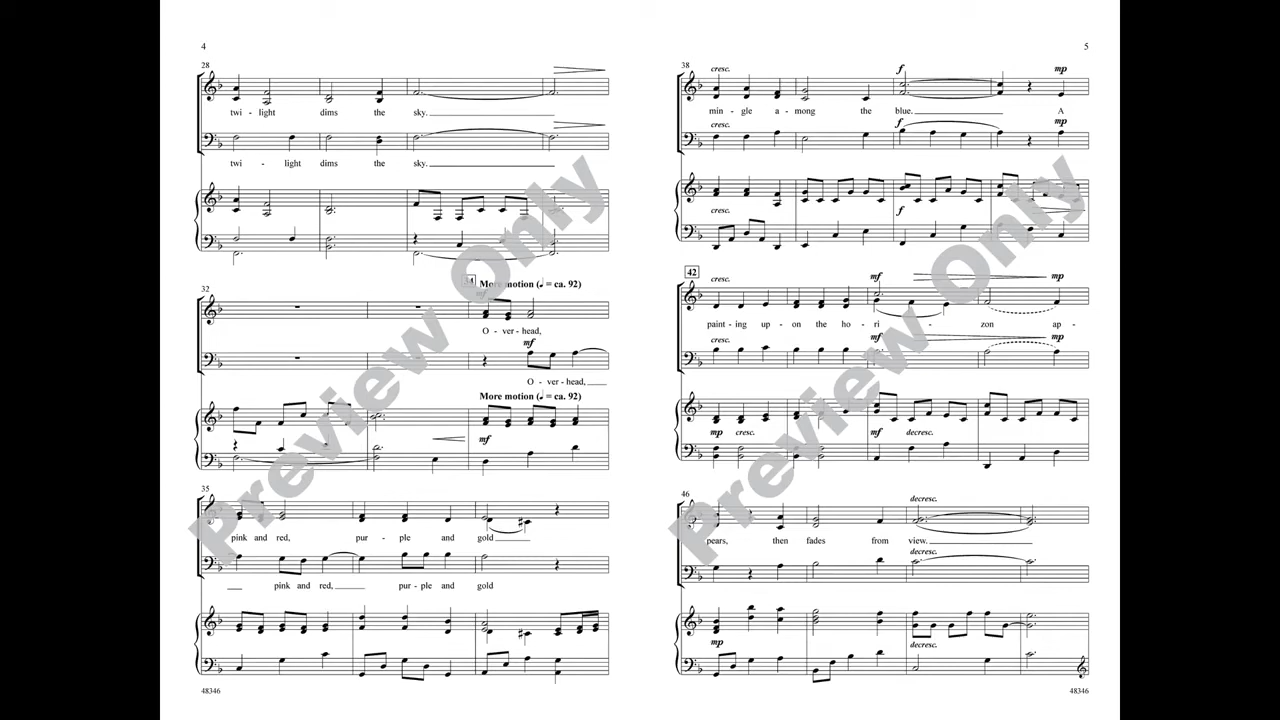 4
28
twi - light dims the sky.
twi - light dims the sky.
32
34 More motion (♩ = ca. 92)
mf
O - ver - head,
mf
O - ver - head,
More motion (♩ = ca. 92)
mf
35
pink and red, pur - ple and gold
pink and red, pur - ple and gold
48346
5
38
cresc. f mp
min - gle a - mong the blue. A
cresc. f mp
cresc. f
42
cresc. mf mp
paint - ing up - on the ho - ri - zon ap -
cresc. mf mp
mp cresc. mf decresc.
46
decresc.
pears, then fades from view.
decresc.
mp decresc.
48346
Preview Only
Preview Only